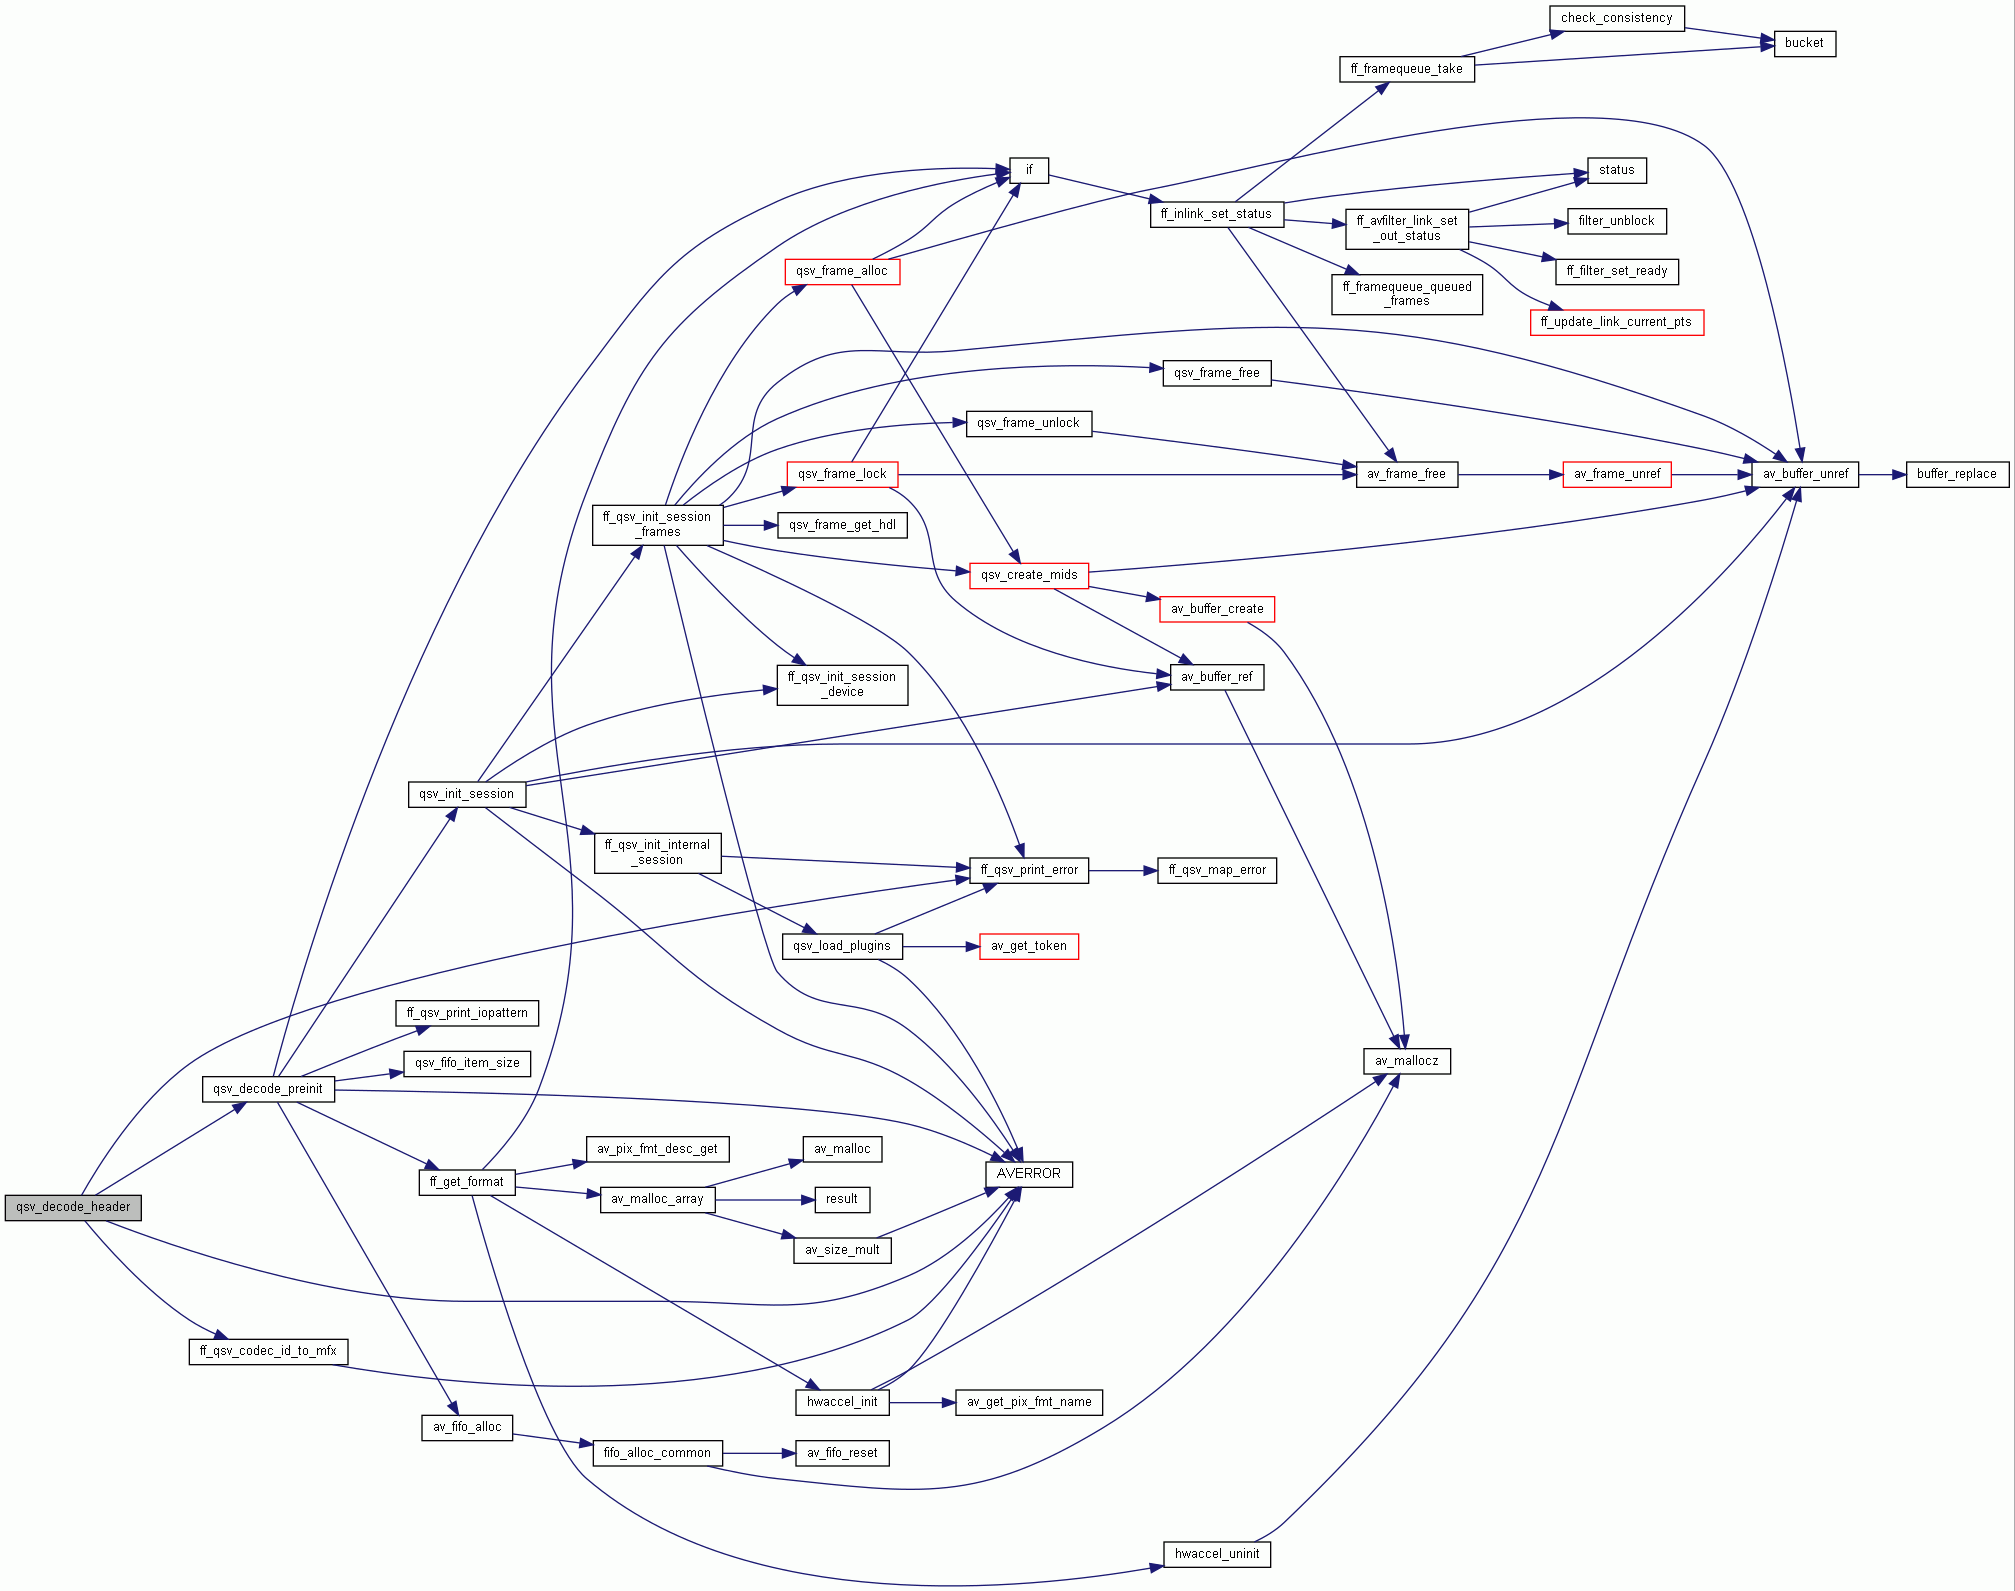 check_consistency
bucket
ff_framequeue_take
if
status
ff_inlink_set_status
ff_avfilter_link_set
_out_status
filter_unblock
qsv_frame_alloc
ff_filter_set_ready
ff_framequeue_queued
_frames
ff_update_link_current_pts
qsv_frame_free
qsv_frame_unlock
qsv_frame_lock
av_frame_free
av_frame_unref
av_buffer_unref
buffer_replace
ff_qsv_init_session
_frames
qsv_frame_get_hdl
qsv_create_mids
av_buffer_create
ff_qsv_init_session
_device
av_buffer_ref
qsv_init_session
ff_qsv_init_internal
_session
ff_qsv_print_error
ff_qsv_map_error
qsv_load_plugins
av_get_token
ff_qsv_print_iopattern
qsv_fifo_item_size
av_mallocz
qsv_decode_preinit
av_pix_fmt_desc_get
av_malloc
ff_get_format
AVERROR
av_malloc_array
result
qsv_decode_header
av_size_mult
ff_qsv_codec_id_to_mfx
hwaccel_init
av_get_pix_fmt_name
av_fifo_alloc
fifo_alloc_common
av_fifo_reset
hwaccel_uninit